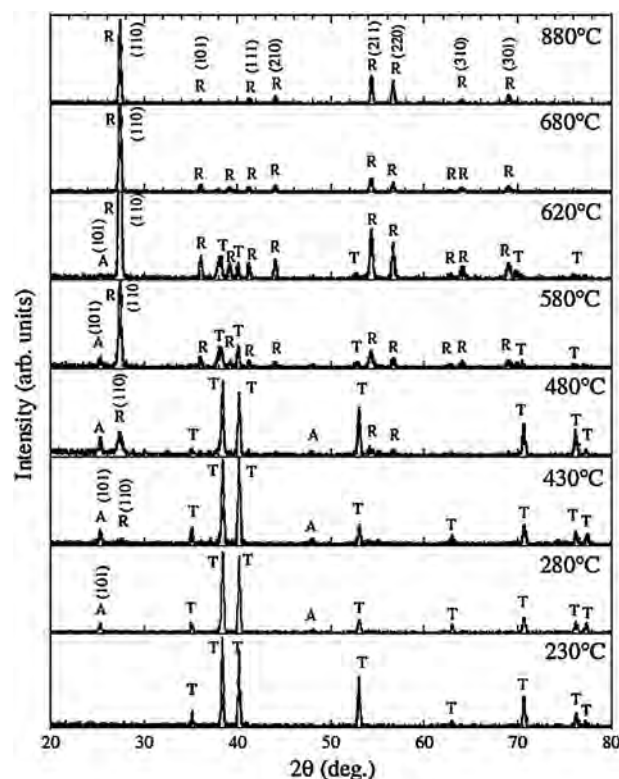 R (110) (101) R (111) R (210) R (211) R (220) R (310) R (301) R 880°C
R (110) R R R R R R R R R 680°C
(101) A R (110) R T R T R R T R R R R R T T 620°C
(101) A R (110) R T R T R R T R R R R R T T 580°C
A R (110) T T T T A R R T T T 480°C
(101) A R (110) T T T A T T T T T 430°C
(101) A T T T A T T T T T 280°C
T T T T T T T T 230°C
20 30 40 50 60 70 80
2θ (deg.)
Intensity (arb. units)